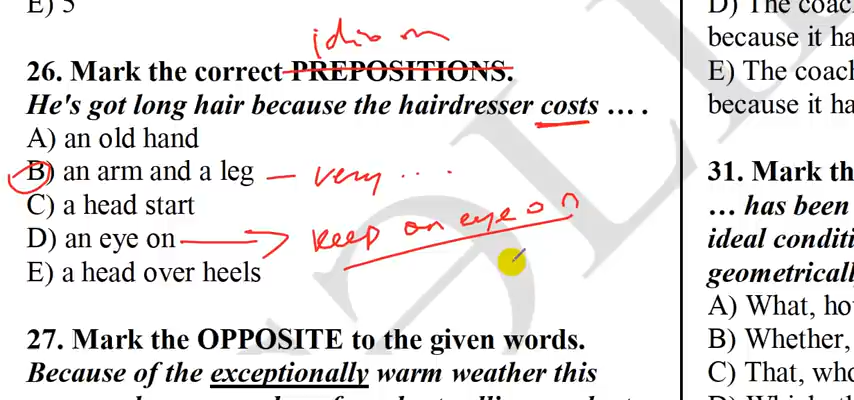 E) 5
idiom
26. Mark the correct PREPOSITIONS.
He's got long hair because the hairdresser costs … .
A) an old hand
B) an arm and a leg – very ...
C) a head start
D) an eye on → keep an eye on
E) a head over heels
27. Mark the OPPOSITE to the given words.
Because of the exceptionally warm weather this
D) The coac
because it ha
E) The coach
because it ha
31. Mark th
… has been
ideal conditi
geometricall
A) What, ho
B) Whether,
C) That, who